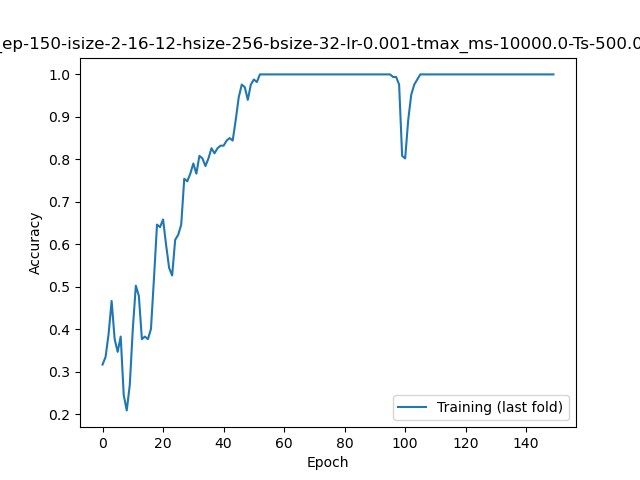 _ep-150-isize-2-16-12-hsize-256-bsize-32-lr-0.001-tmax_ms-10000.0-Ts-500.0
1.0
0.9
0.8
0.7
0.6
0.5
0.4
0.3
0.2
Accuracy
Training (last fold)
0 20 40 60 80 100 120 140
Epoch